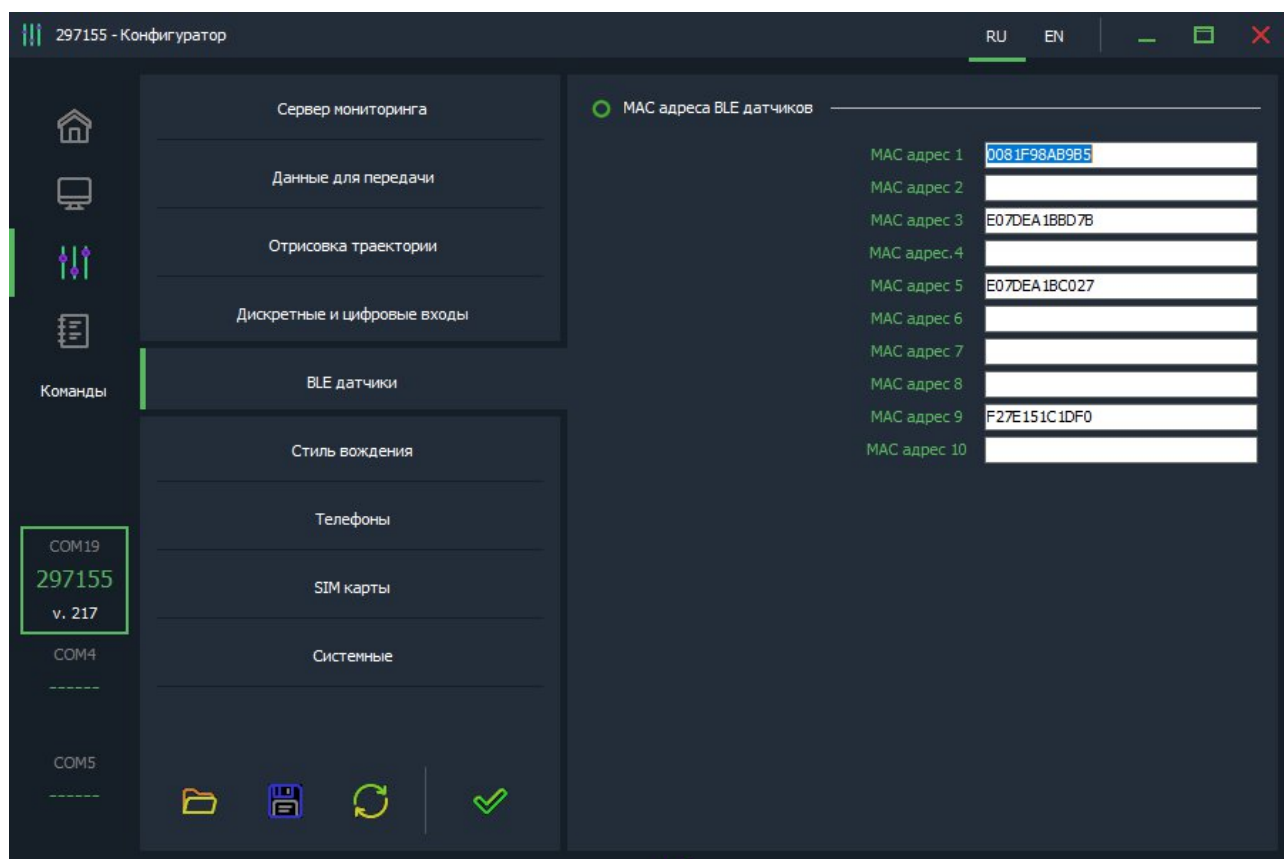 297155 - Конфигуратор
RU EN
Команды
COM19
297155
v. 217
COM4
------
COM5
------
Сервер мониторинга
Данные для передачи
Отрисовка траектории
Дискретные и цифровые входы
BLE датчики
Стиль вождения
Телефоны
SIM карты
Системные
MAC адреса BLE датчиков
MAC адрес 1 0081F98AB9B5
MAC адрес 2
MAC адрес 3 E07DEA1BBD7B
MAC адрес.4
MAC адрес 5 E07DEA1BC027
MAC адрес 6
MAC адрес 7
MAC адрес 8
MAC адрес 9 F27E151C1DF0
MAC адрес 10